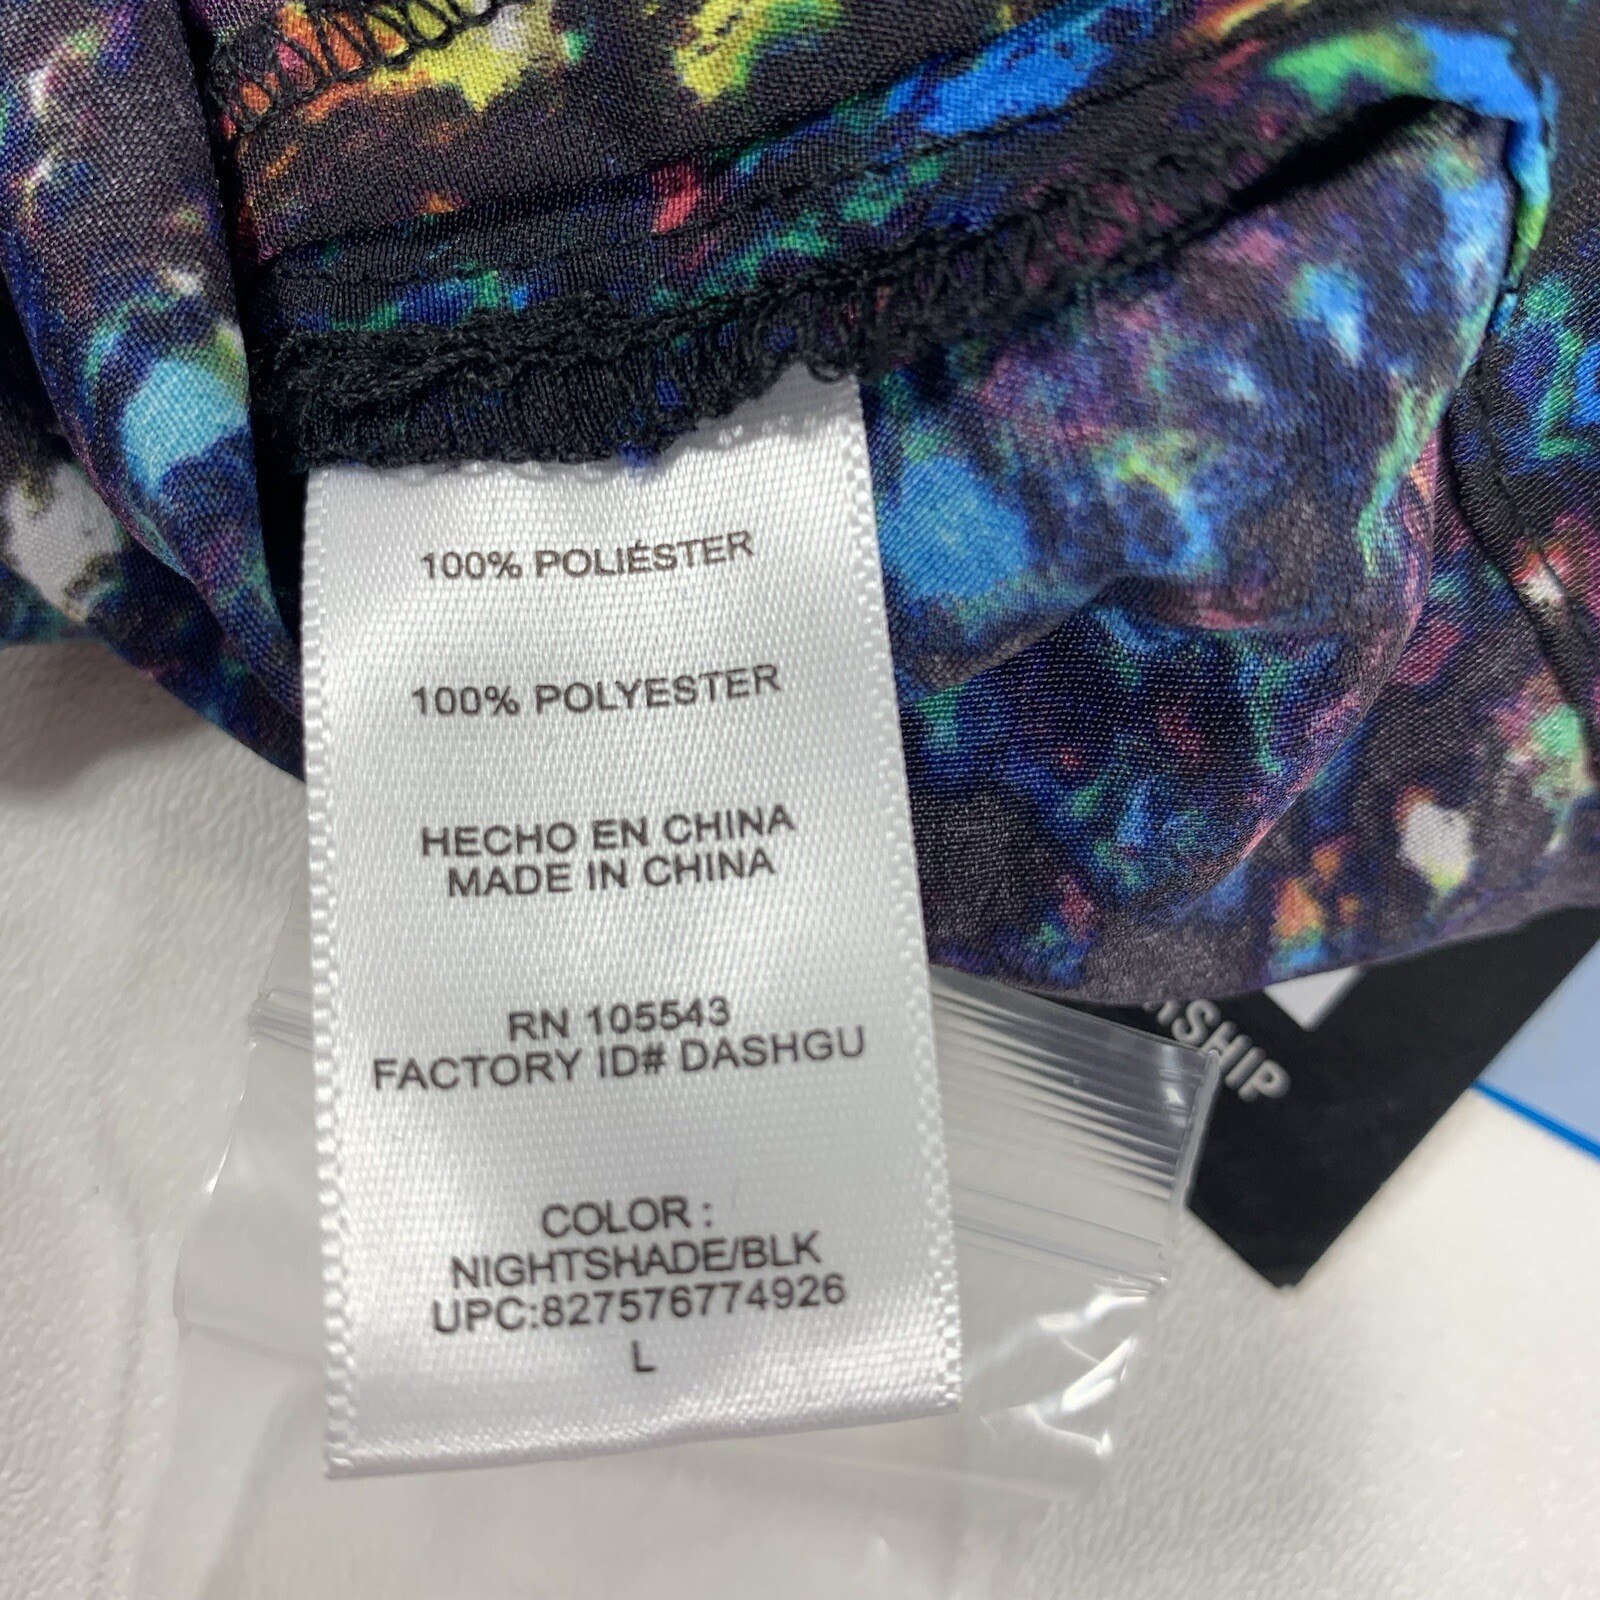 100% POLIÉSTER
100% POLYESTER
HECHO EN CHINA
MADE IN CHINA
RN 105543
FACTORY ID# DASHGU
COLOR :
NIGHTSHADE/BLK
UPC:827576774926
L